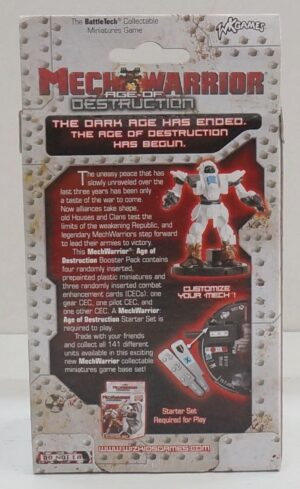 The BattleTech® Collectable
Miniatures Game
WKGAMES
MECHWARRIOR
AGE OF
DESTRUCTION
THE DARK AGE HAS ENDED.
THE AGE OF DESTRUCTION
HAS BEGUN.
The uneasy peace that has
slowly unraveled over the
last three years has been only
a taste of the war to come.
Now alliances take shape,
old Houses and Clans test the
limits of the weakening Republic, and
legendary MechWarriors step forward
to lead their armies to victory.
This MechWarrior®: Age of
Destruction Booster Pack contains
four randomly inserted,
prepainted plastic miniatures and
three randomly inserted combat
enhancement cards (CECs); one
gear CEC, one pilot CEC, and
one other CEC. A MechWarrior:
Age of Destruction Starter Set is
required to play.
Trade with your friends
and collect all 141 different
units available in this exciting
new MechWarrior collectable
miniatures game base set!
CUSTOMIZE
YOUR 'MECH™!
Starter Set
Required for Play
WWW.WIZKIDSGAMES.COM